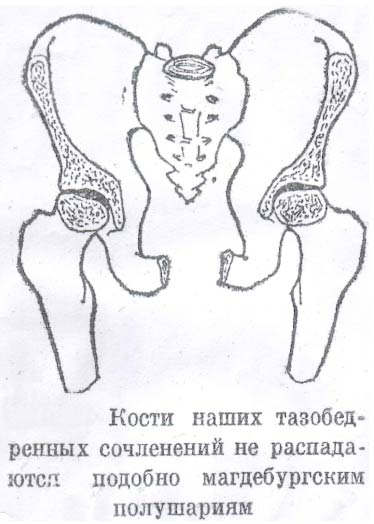 Кости наших тазобед-
ренных сочленений не распада-
ются подобно магдебургским
полушариям